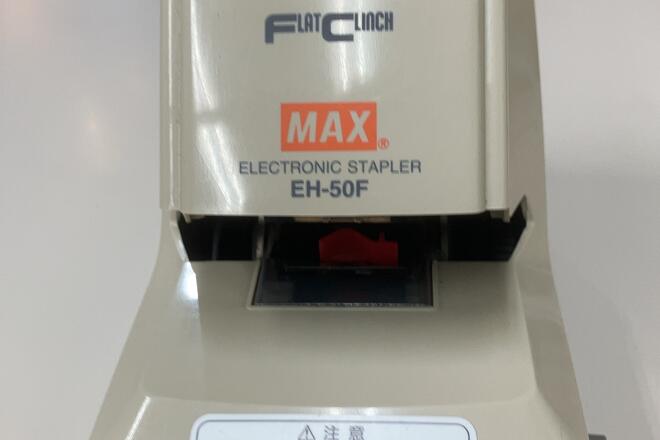 FLATCLINCH
MAX®
ELECTRONIC STAPLER
EH-50F
⚠注意